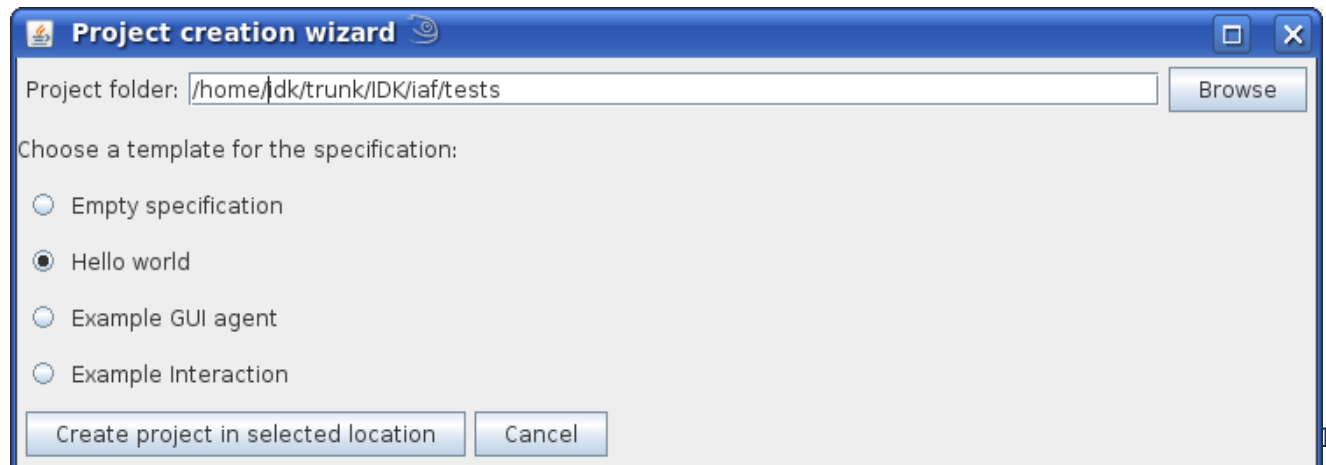 Project creation wizard
Project folder: /home/idk/trunk/IDK/iaf/tests Browse
Choose a template for the specification:
Empty specification
Hello world
Example GUI agent
Example Interaction
Create project in selected location Cancel